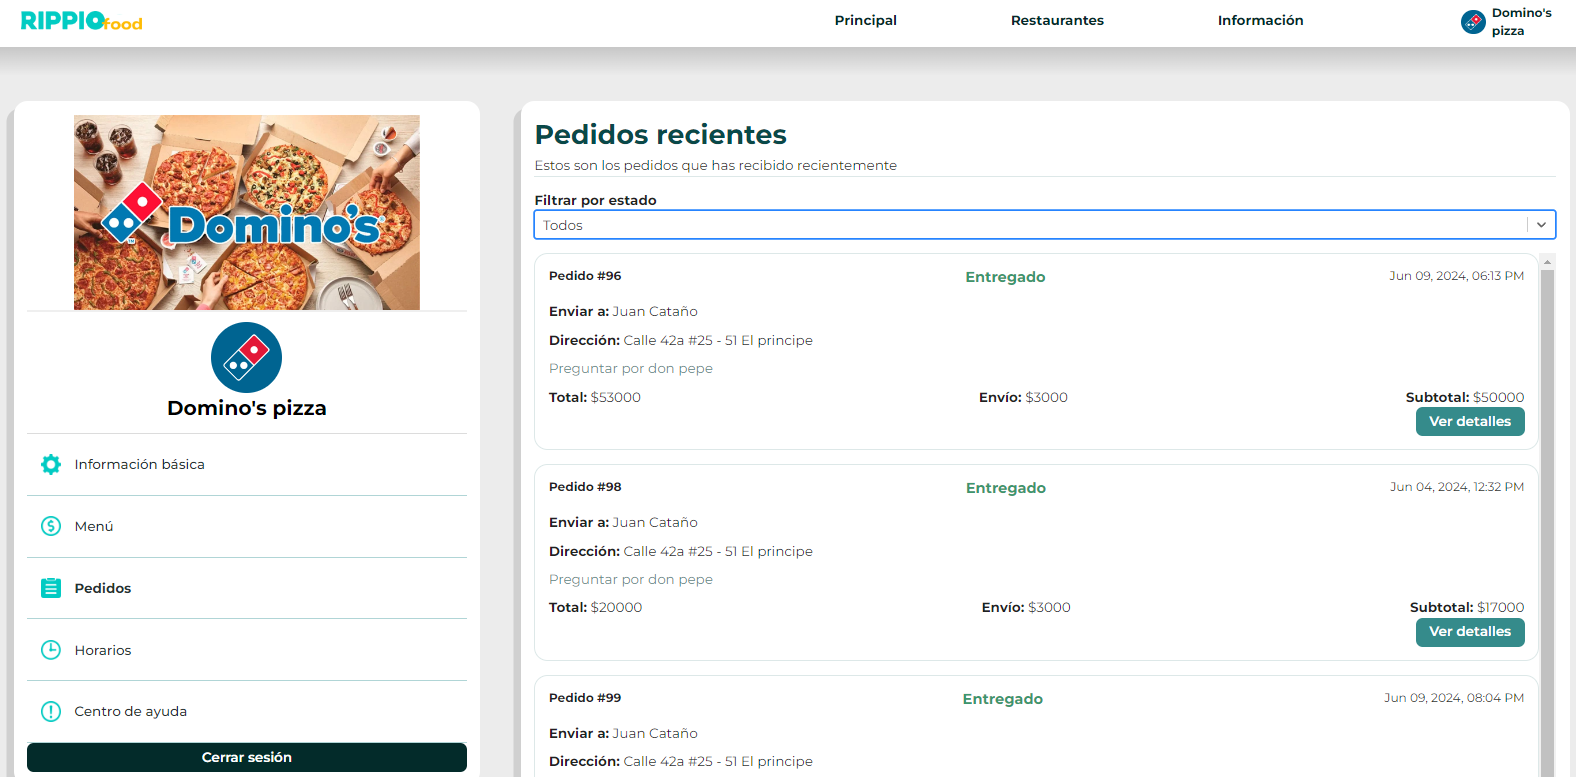 RIPPIOfood
Principal
Restaurantes
Información
Domino's
pizza
Domino's
Domino's pizza
Información básica
Menú
Pedidos
Horarios
Centro de ayuda
Cerrar sesión
Pedidos recientes
Estos son los pedidos que has recibido recientemente
Filtrar por estado
Todos
Pedido #96 Entregado Jun 09, 2024, 06:13 PM
Enviar a: Juan Cataño
Dirección: Calle 42a #25 - 51 El principe
Preguntar por don pepe
Total: $53000 Envío: $3000 Subtotal: $50000
Ver detalles
Pedido #98 Entregado Jun 04, 2024, 12:32 PM
Enviar a: Juan Cataño
Dirección: Calle 42a #25 - 51 El principe
Preguntar por don pepe
Total: $20000 Envío: $3000 Subtotal: $17000
Ver detalles
Pedido #99 Entregado Jun 09, 2024, 08:04 PM
Enviar a: Juan Cataño
Dirección: Calle 42a #25 - 51 El principe